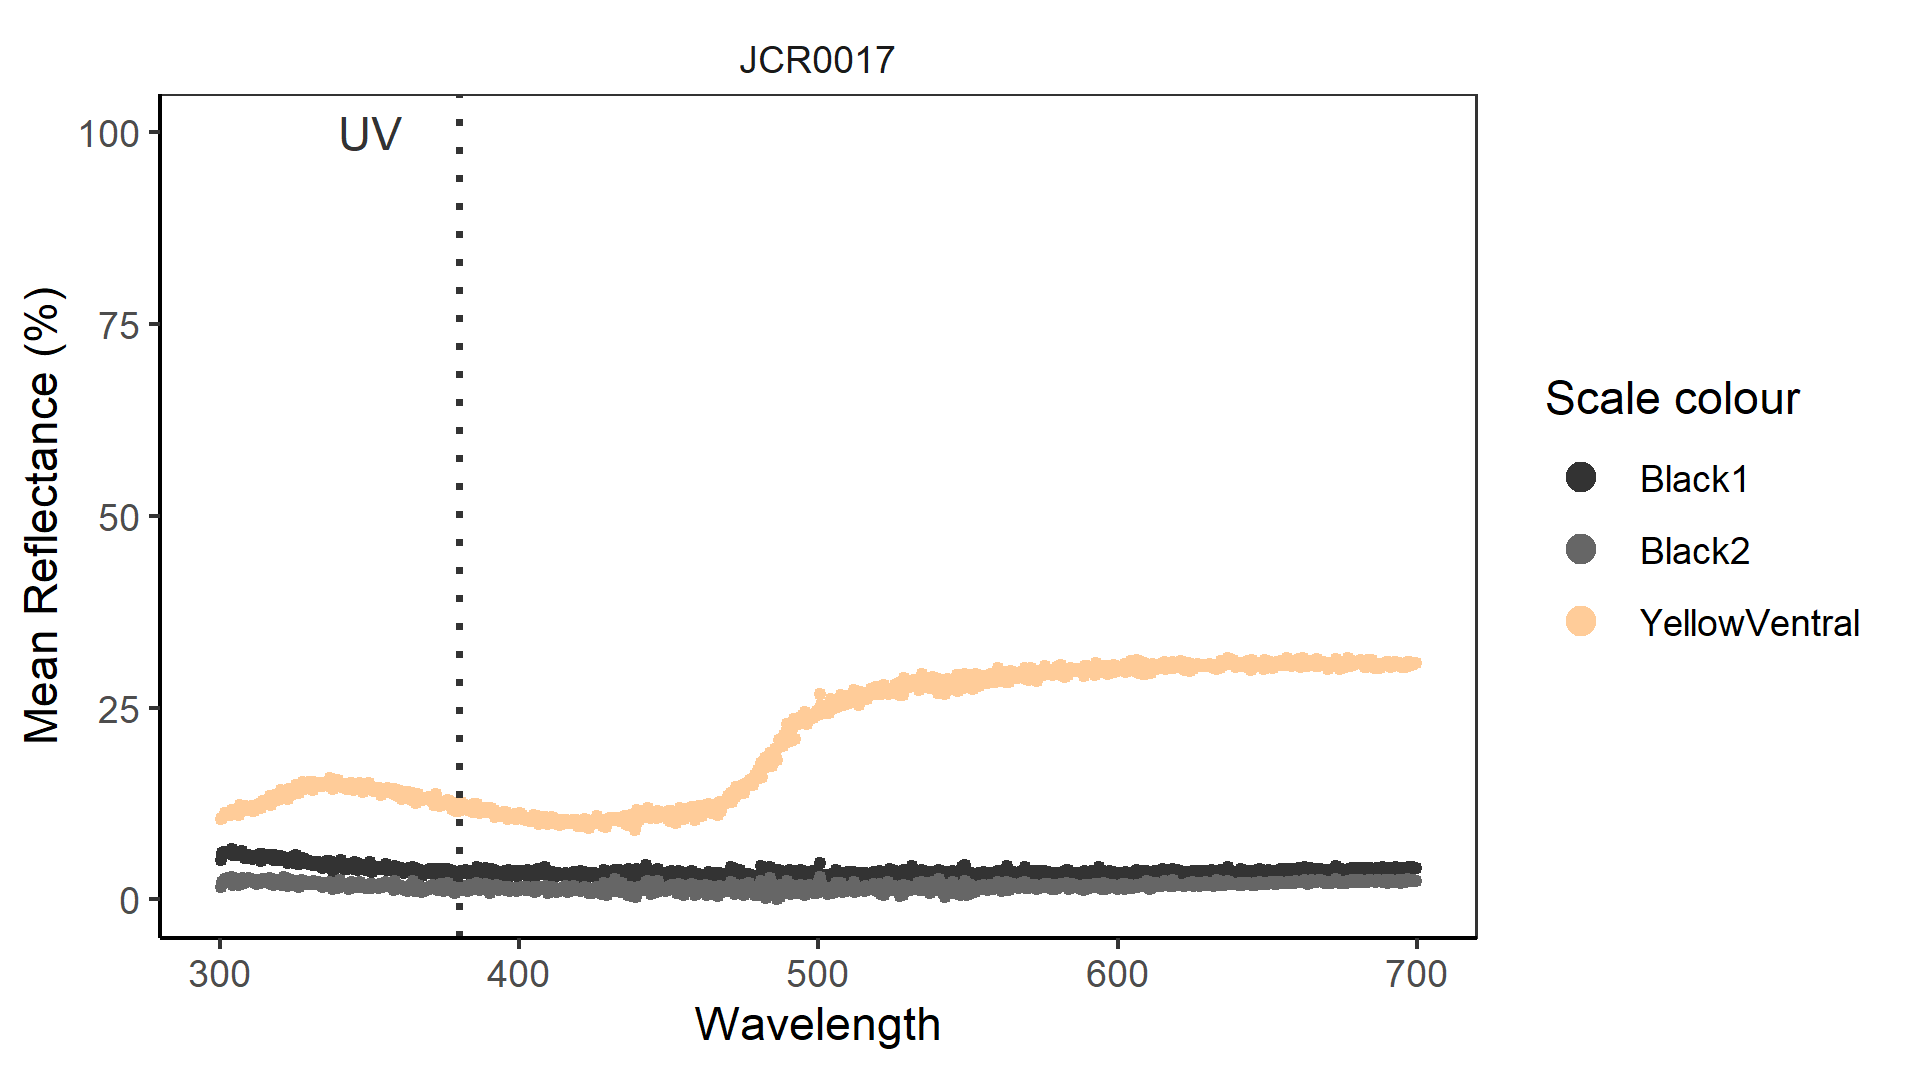 JCR0017
UV
100
75
50
25
0
Mean Reflectance (%)
300 400 500 600 700
Wavelength
Scale colour
Black1
Black2
YellowVentral